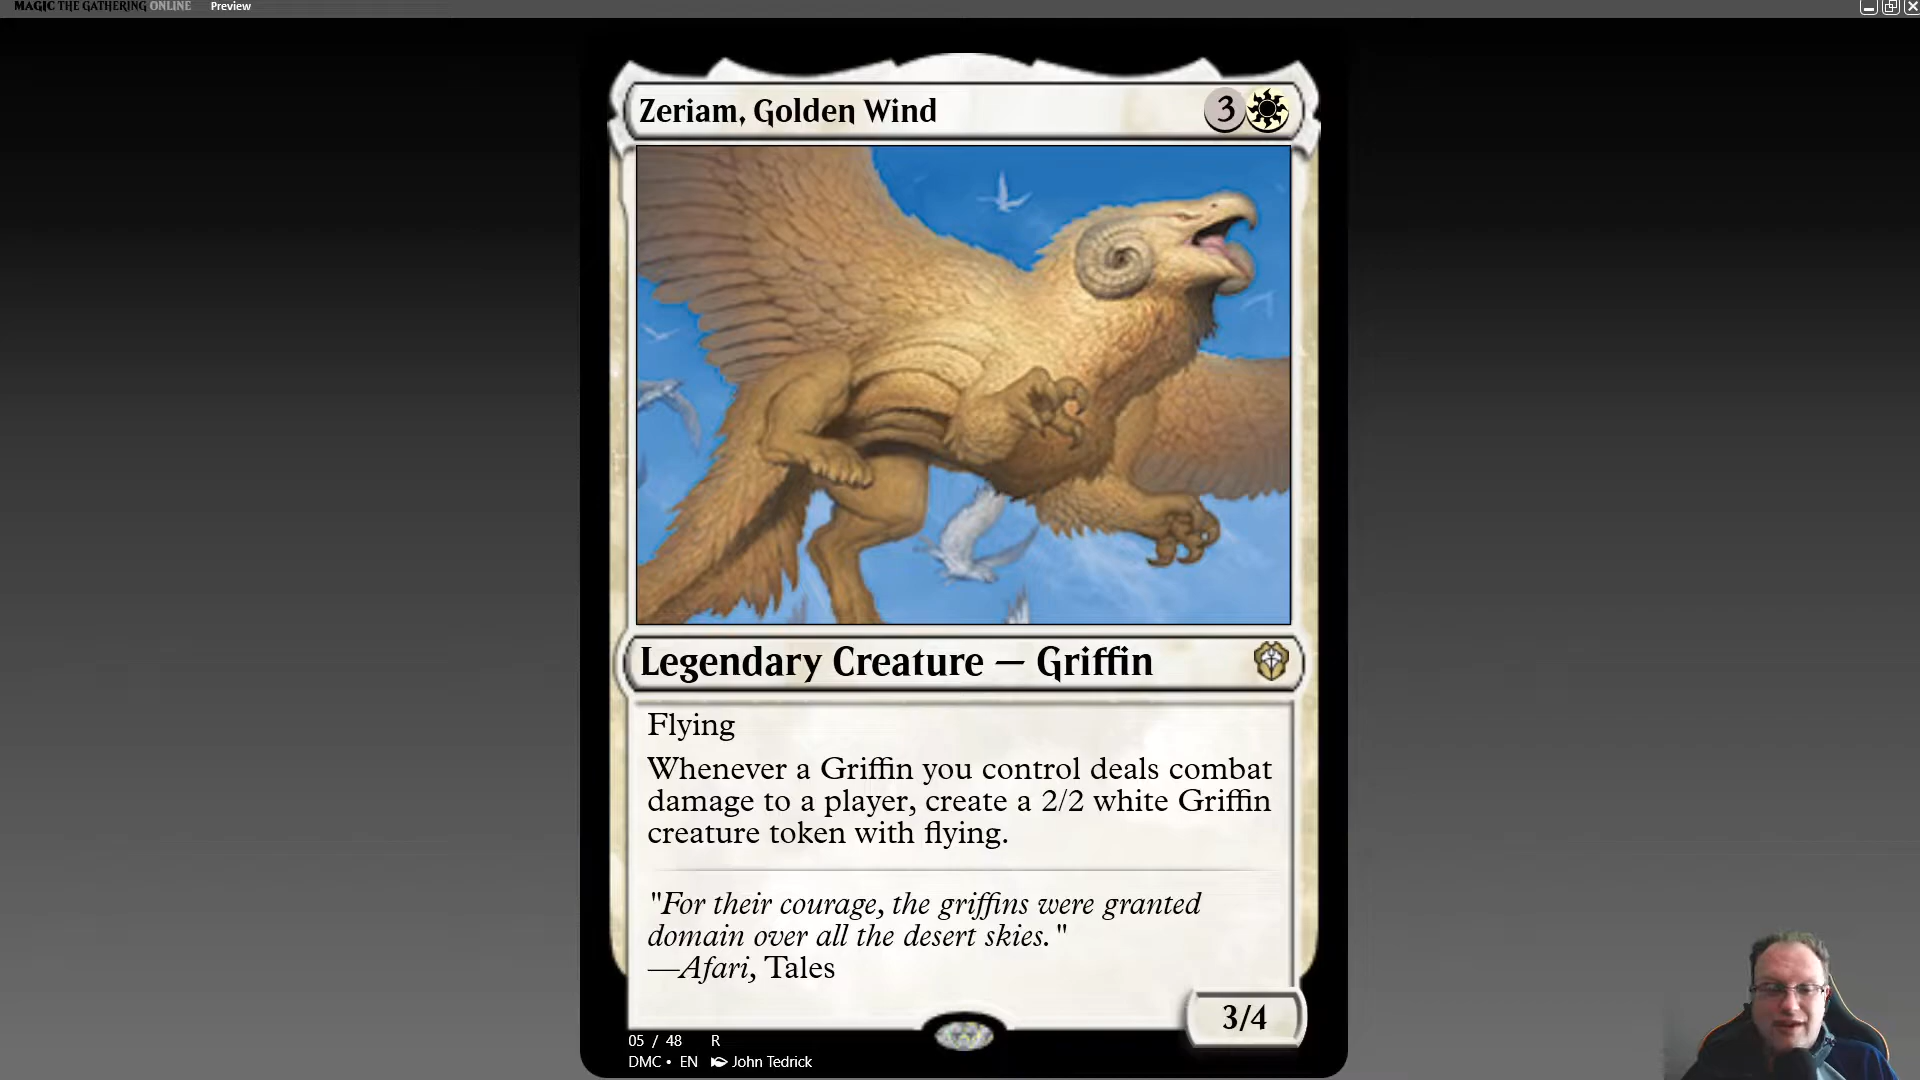 MAGIC THE GATHERING ONLINE Preview
Zeriam, Golden Wind 3
Legendary Creature — Griffin
Flying
Whenever a Griffin you control deals combat
damage to a player, create a 2/2 white Griffin
creature token with flying.
"For their courage, the griffins were granted
domain over all the desert skies."
—Afari, Tales
3/4
05 / 48 R
DMC • EN John Tedrick